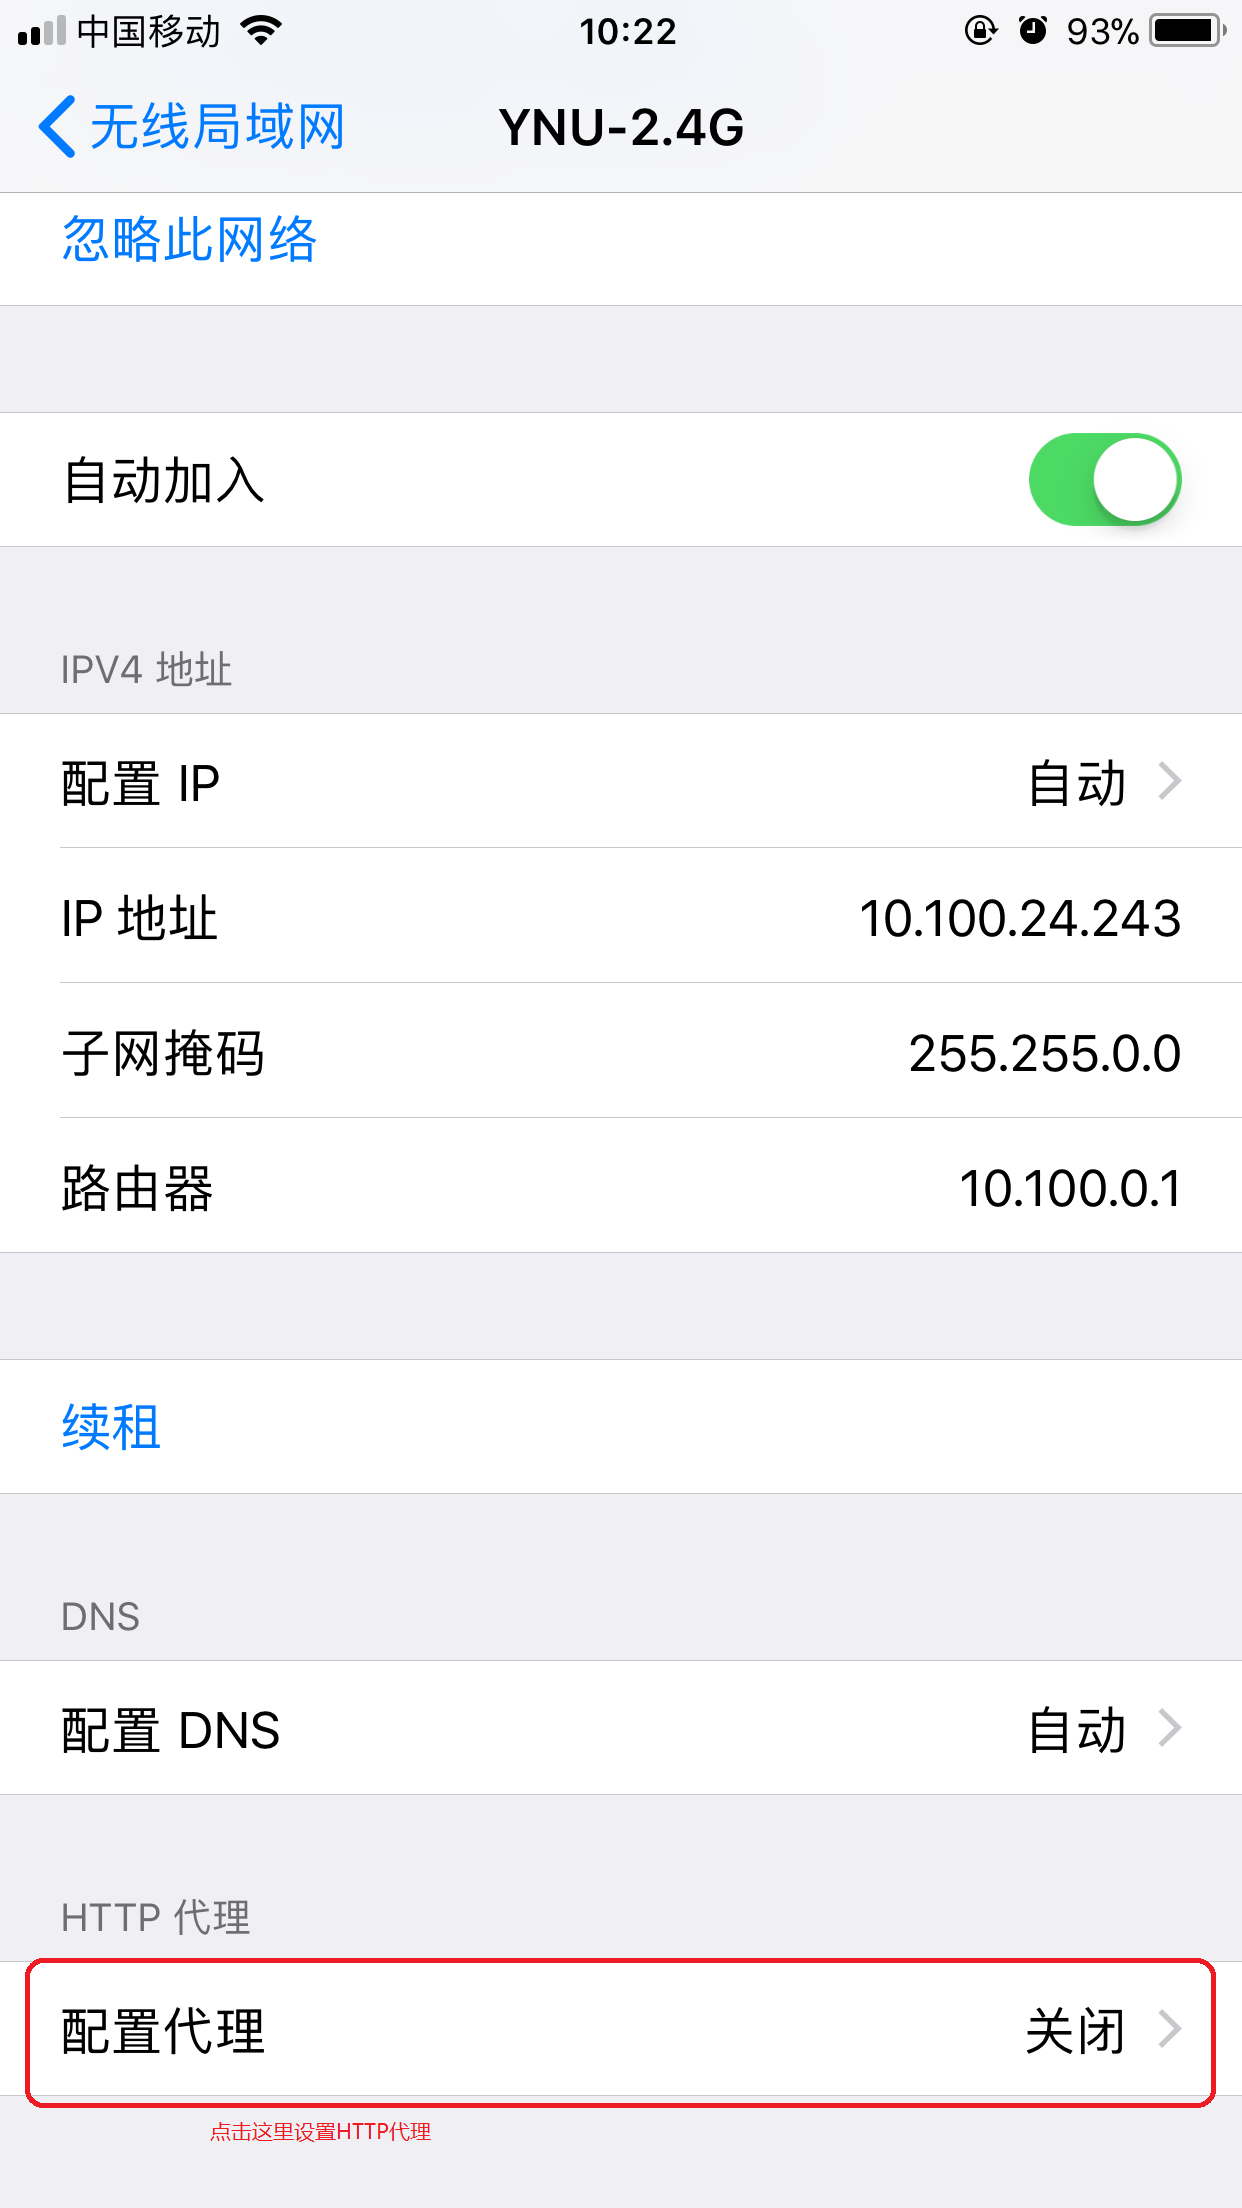 中国移动 10:22 93%
无线局域网 YNU-2.4G
忽略此网络
自动加入
IPV4 地址
配置 IP 自动
IP 地址 10.100.24.243
子网掩码 255.255.0.0
路由器 10.100.0.1
续租
DNS
配置 DNS 自动
HTTP 代理
配置代理 关闭
点击这里设置HTTP代理